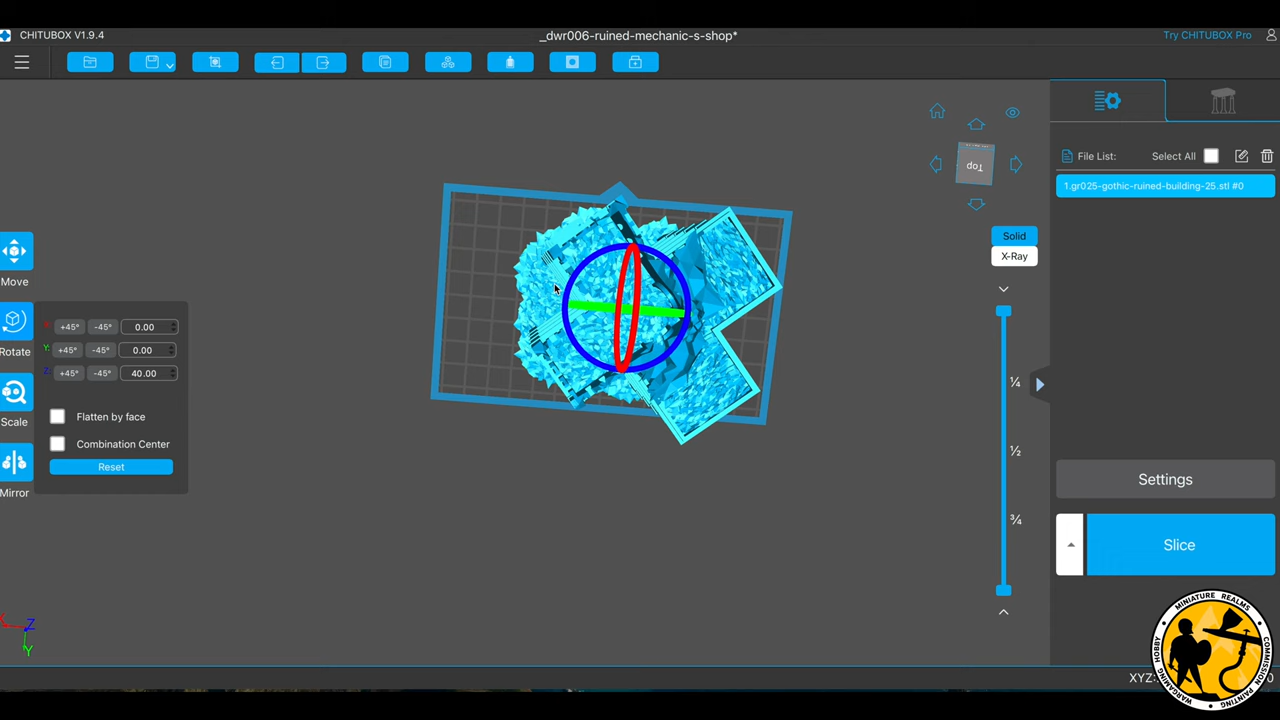 CHITUBOX V1.9.4
_dwr006-ruined-mechanic-s-shop*
Try CHITUBOX Pro
Top
File List:
Select All
1.gr025-gothic-ruined-building-25.stl #0
Solid
X-Ray
Move
Rotate
Scale
Mirror
X: +45° -45° 0.00
Y: +45° -45° 0.00
Z: +45° -45° 40.00
Flatten by face
Combination Center
Reset
¼
½
¾
Settings
Slice
X
Z
Y
XYZ:
MINIATURE REALMS
WARGAMING HOBBY
COMMISSION PAINTING